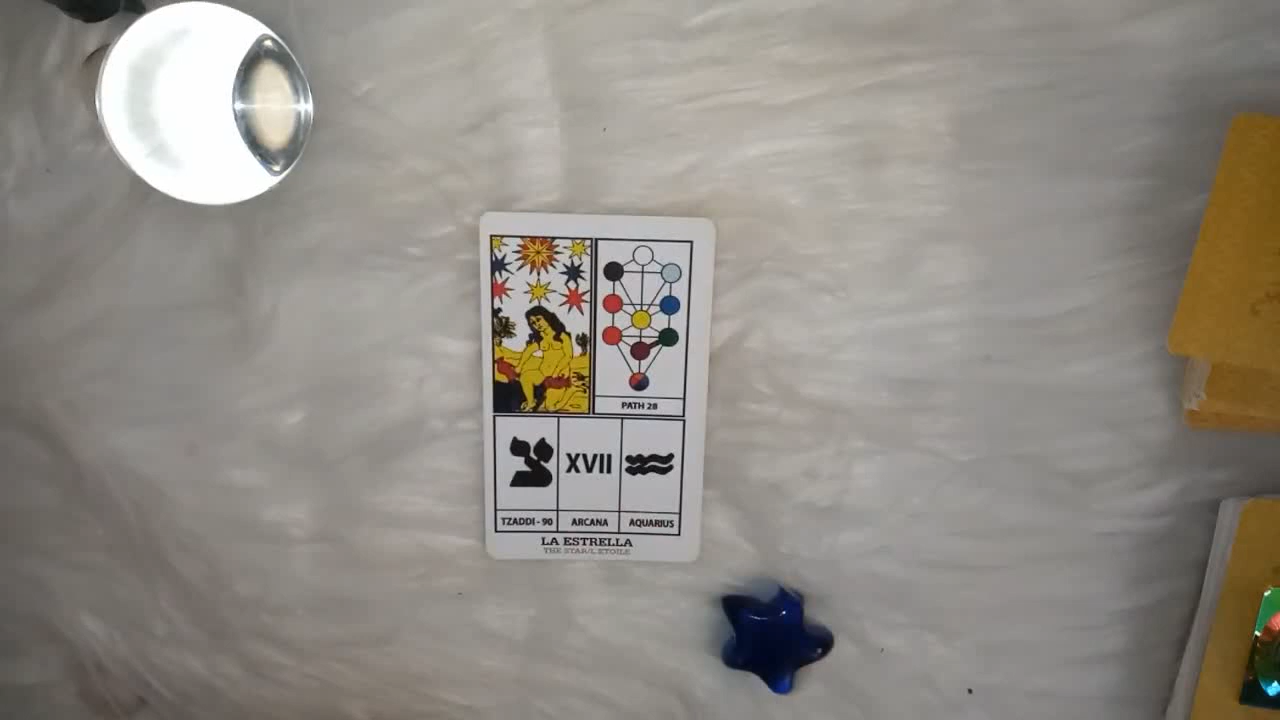 PATH 28
צ
XVII
TZADDI - 90
ARCANA
AQUARIUS
LA ESTRELLA
THE STAR/L ETOILE